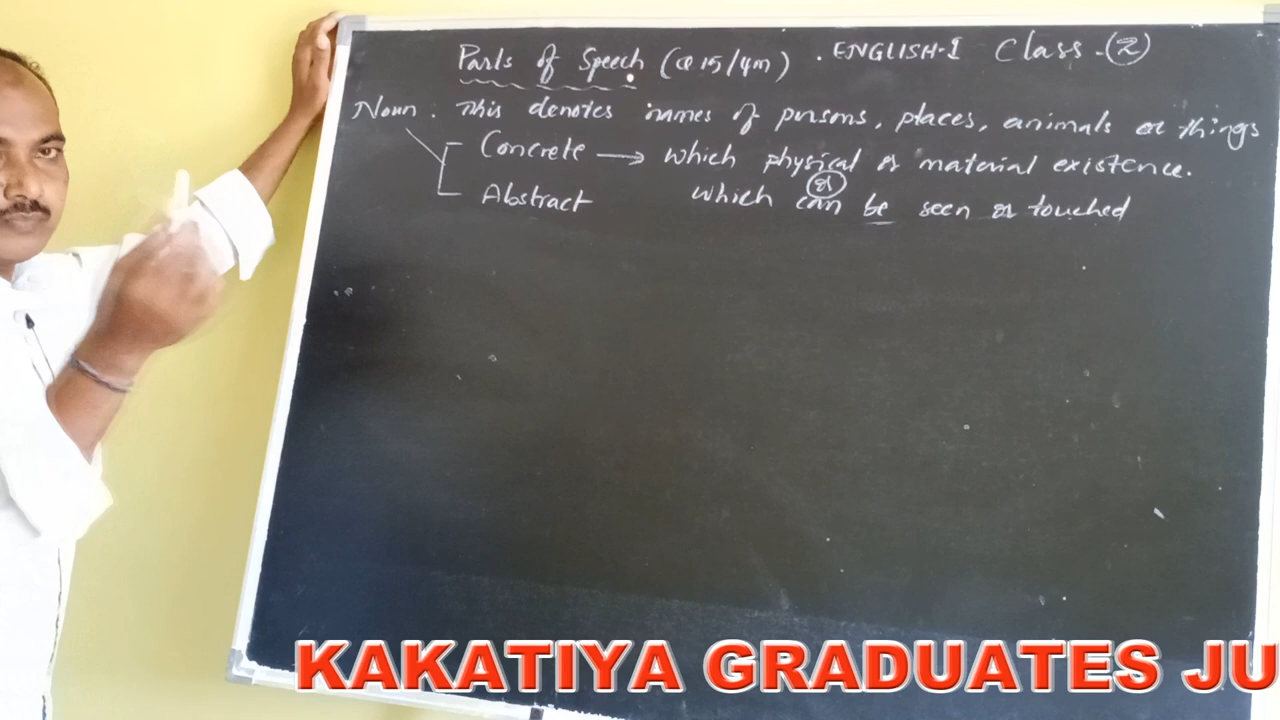 Parts of Speech (Q 15/4m) . ENGLISH-I Class-(2)
Noun : This denotes names of persons, places, animals or things
Concrete → which physical or material existence.
or
Abstract which can be seen or touched
KAKATIYA GRADUATES JU